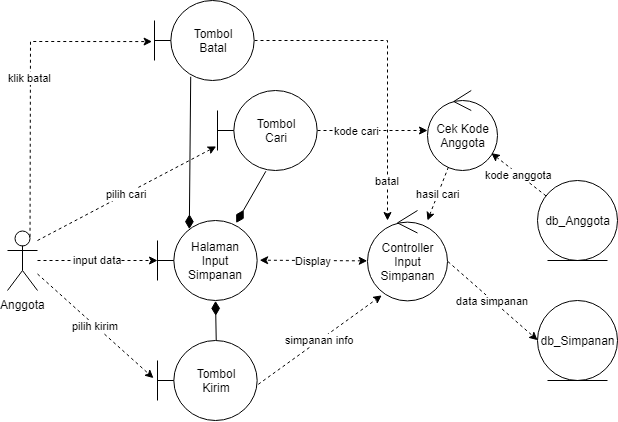 Tombol
Batal
klik batal
Tombol
Cari
kode cari
Cek Kode
Anggota
pilih cari
batal
hasil cari
kode anggota
db_Anggota
Anggota
input data
Halaman
Input
Simpanan
Display
Controller
Input
Simpanan
data simpanan
pilih kirim
simpanan info
db_Simpanan
Tombol
Kirim